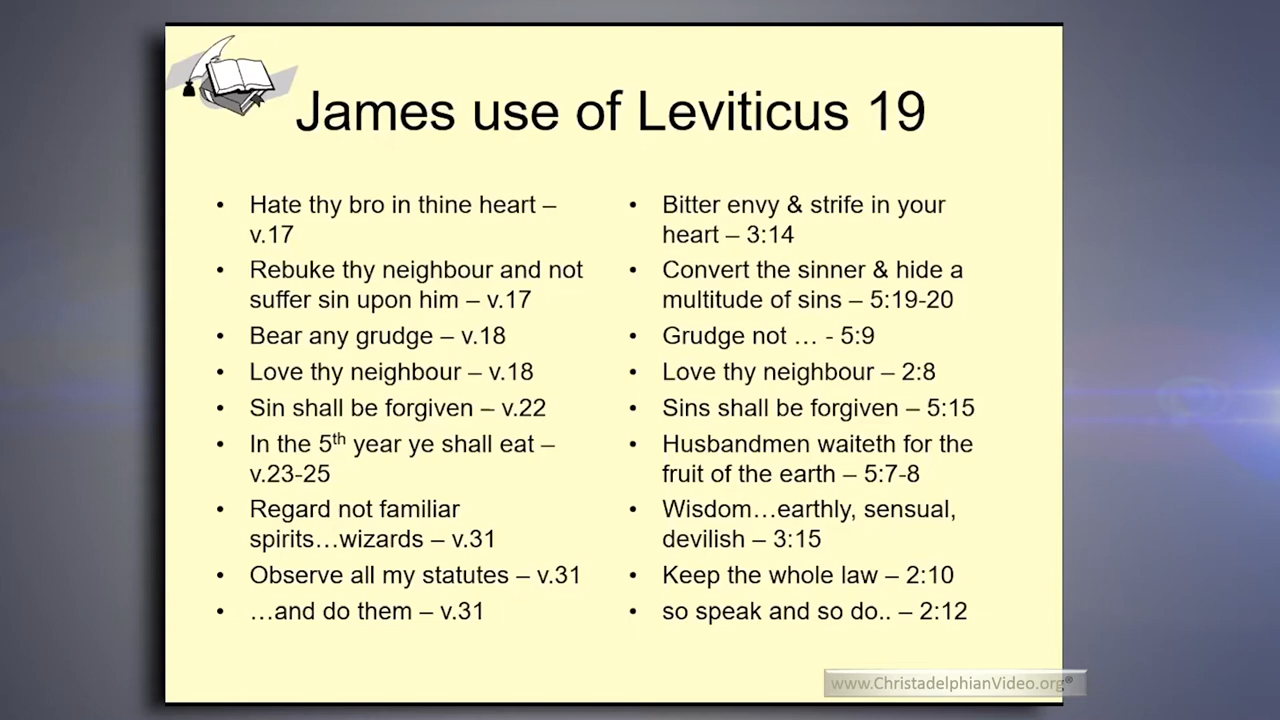 James use of Leviticus 19
• Hate thy bro in thine heart –
v.17
• Rebuke thy neighbour and not
suffer sin upon him – v.17
• Bear any grudge – v.18
• Love thy neighbour – v.18
• Sin shall be forgiven – v.22
• In the 5th year ye shall eat –
v.23-25
• Regard not familiar
spirits…wizards – v.31
• Observe all my statutes – v.31
• …and do them – v.31
• Bitter envy & strife in your
heart – 3:14
• Convert the sinner & hide a
multitude of sins – 5:19-20
• Grudge not … - 5:9
• Love thy neighbour – 2:8
• Sins shall be forgiven – 5:15
• Husbandmen waiteth for the
fruit of the earth – 5:7-8
• Wisdom…earthly, sensual,
devilish – 3:15
• Keep the whole law – 2:10
• so speak and so do.. – 2:12
www.ChristadelphianVideo.org®